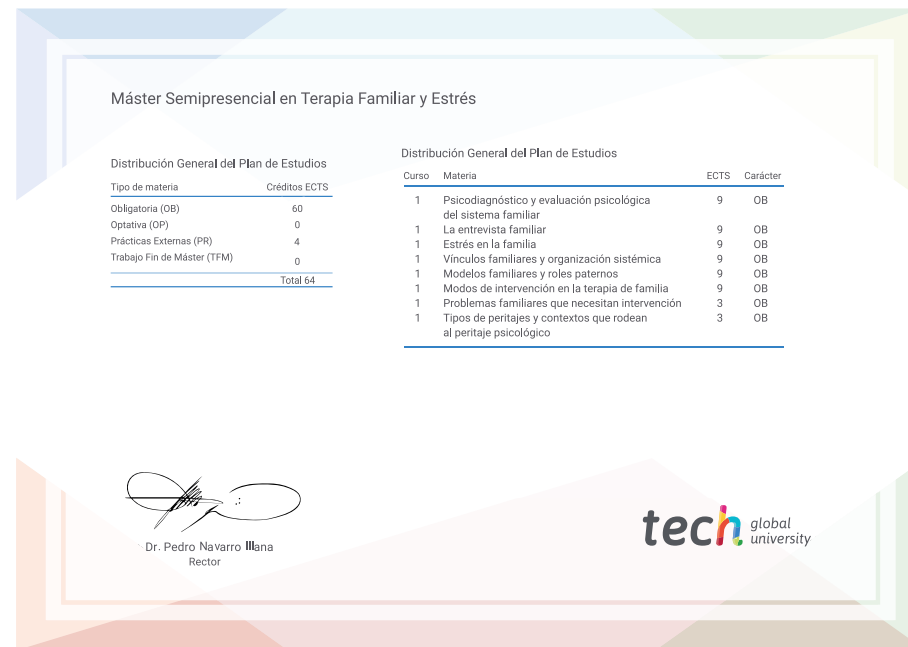 Máster Semipresencial en Terapia Familiar y Estrés
Distribución General del Plan de Estudios
Tipo de materia Créditos ECTS
Obligatoria (OB) 60
Optativa (OP) 0
Prácticas Externas (PR) 4
Trabajo Fin de Máster (TFM) 0
Total 64
Distribución General del Plan de Estudios
Curso Materia ECTS Carácter
1 Psicodiagnóstico y evaluación psicológica 9 OB
del sistema familiar
1 La entrevista familiar 9 OB
1 Estrés en la familia 9 OB
1 Vínculos familiares y organización sistémica 9 OB
1 Modelos familiares y roles paternos 9 OB
1 Modos de intervención en la terapia de familia 9 OB
1 Problemas familiares que necesitan intervención 3 OB
1 Tipos de peritajes y contextos que rodean 3 OB
al peritaje psicológico
Dr. Pedro Navarro Illana
Rector
tech global
university